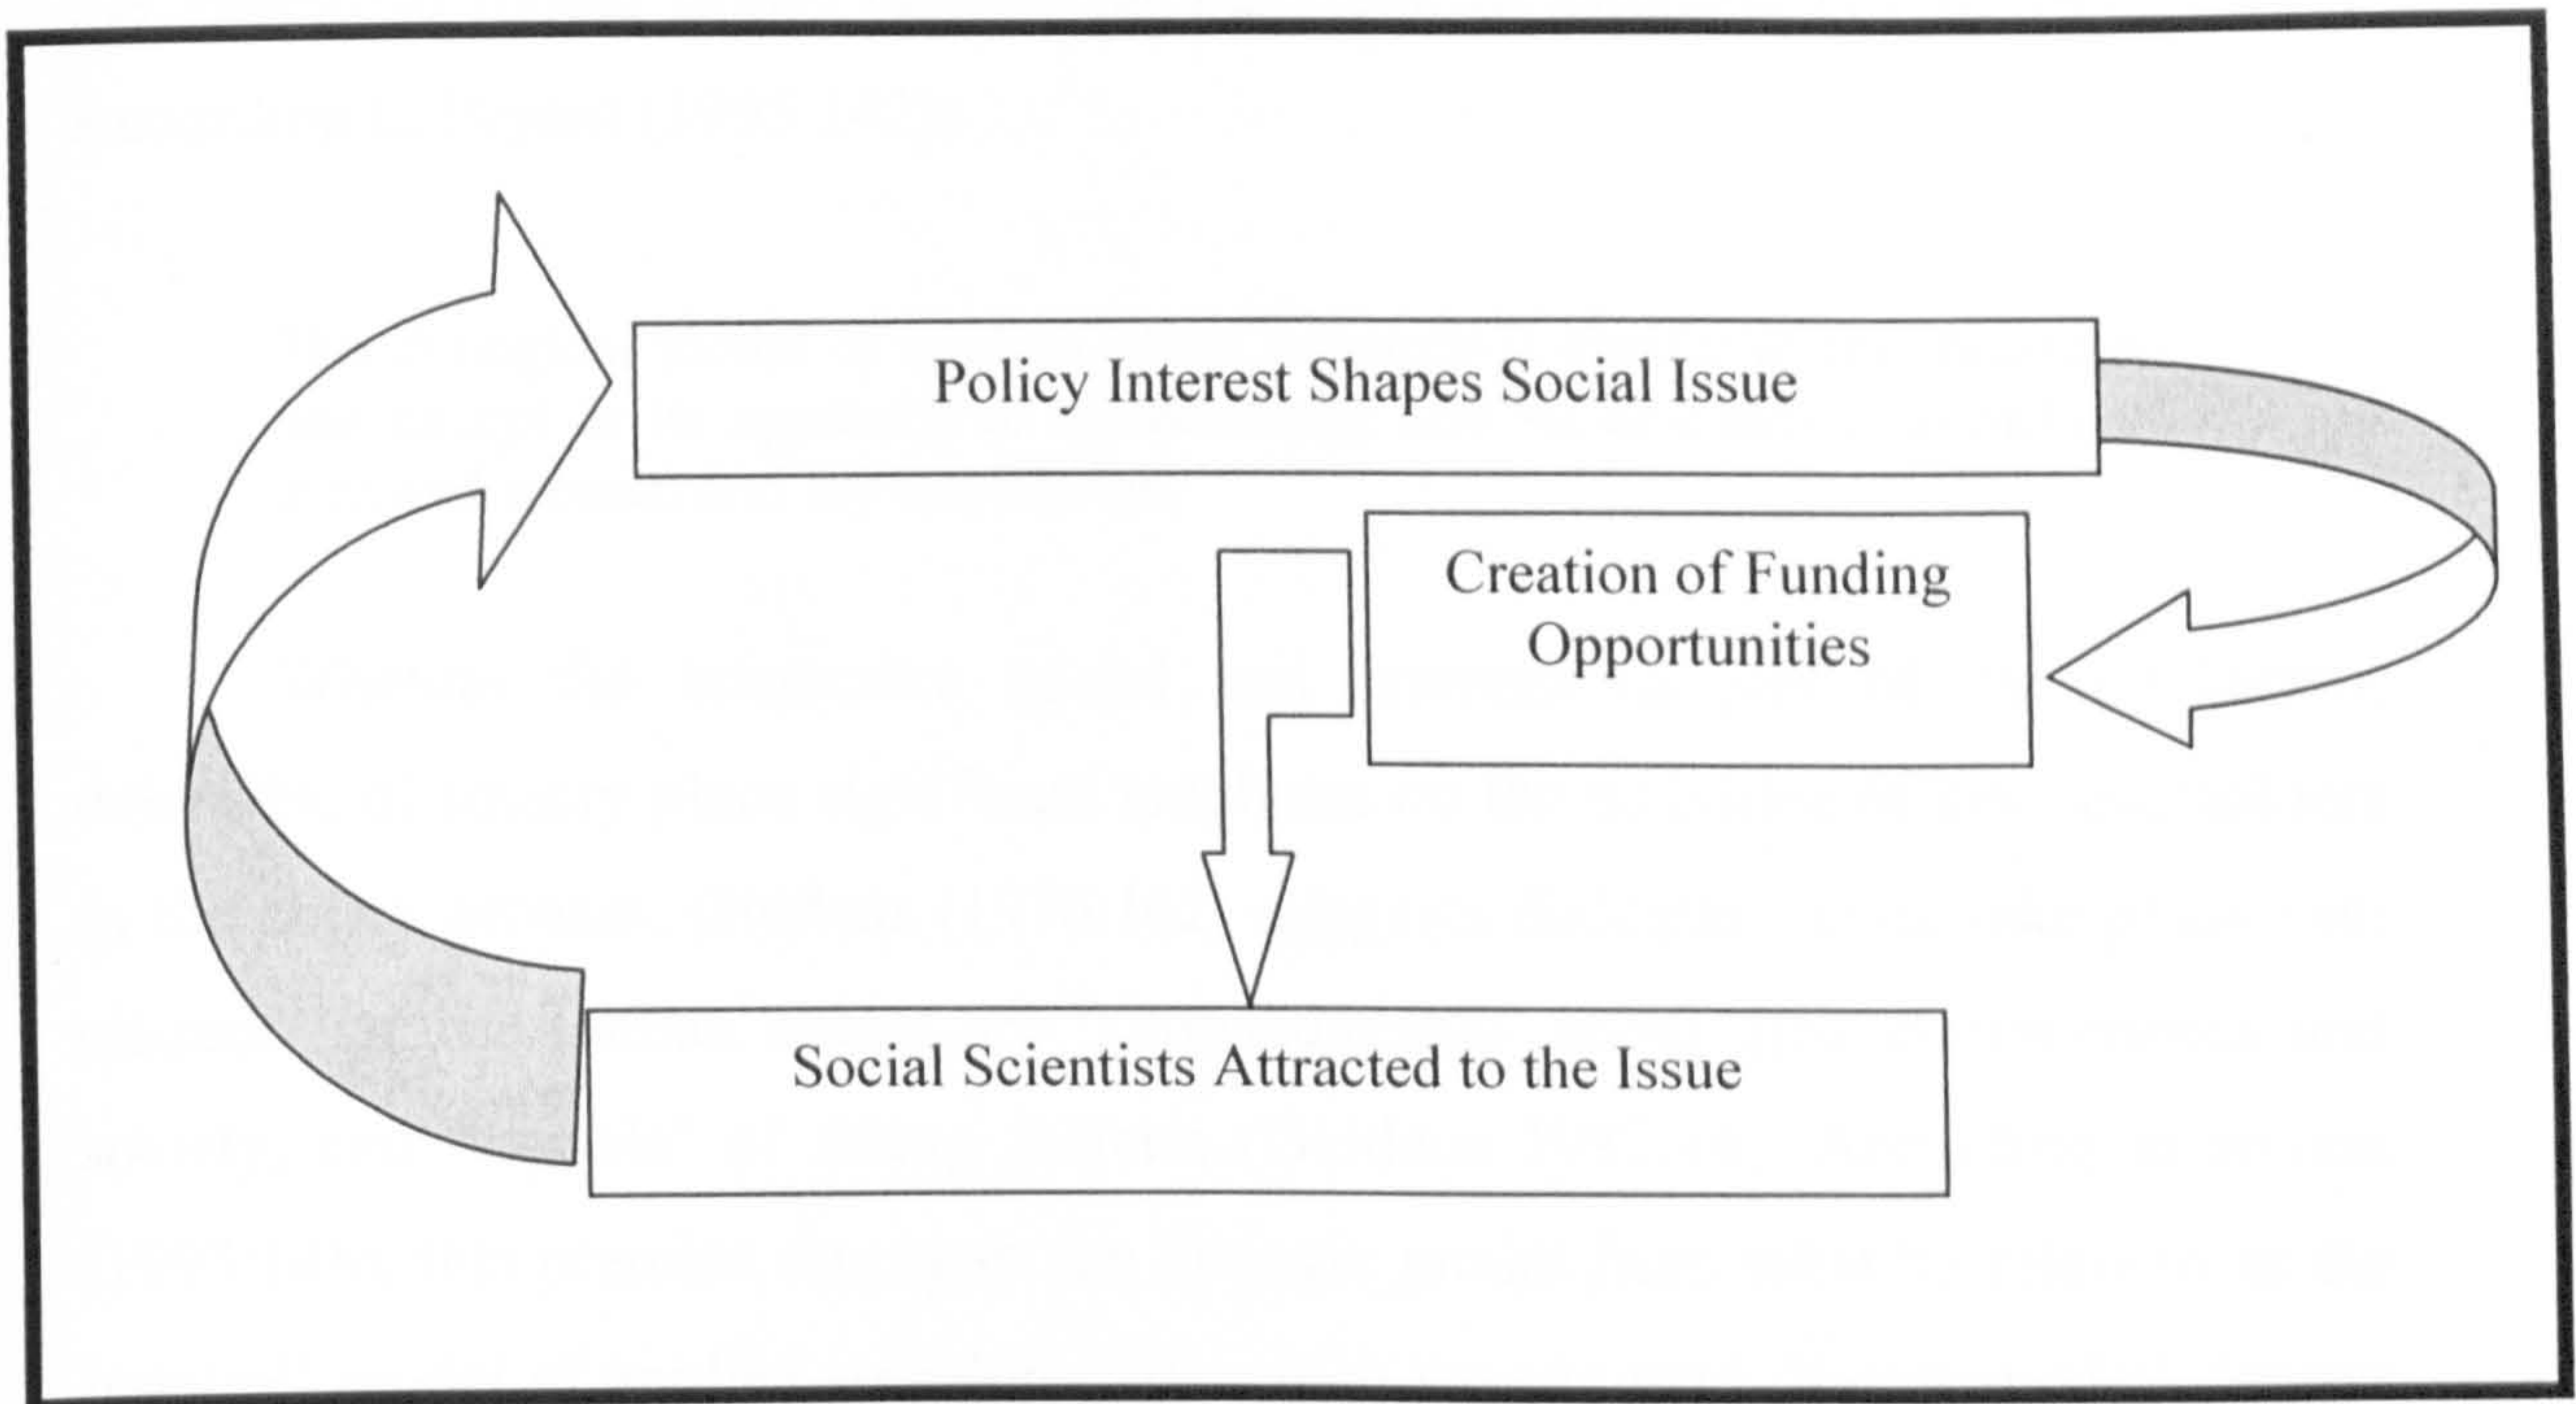 Policy Interest Shapes Social Issue
Creation of Funding
Opportunities
Social Scientists Attracted to the Issue